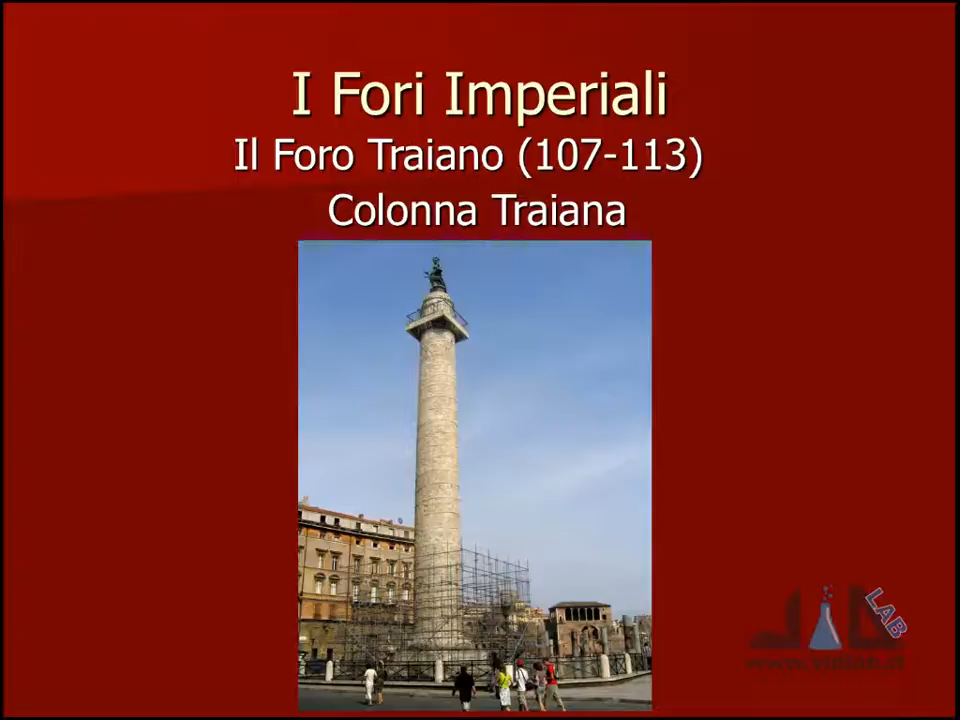 I Fori Imperiali
Il Foro Traiano (107-113)
Colonna Traiana
LAB